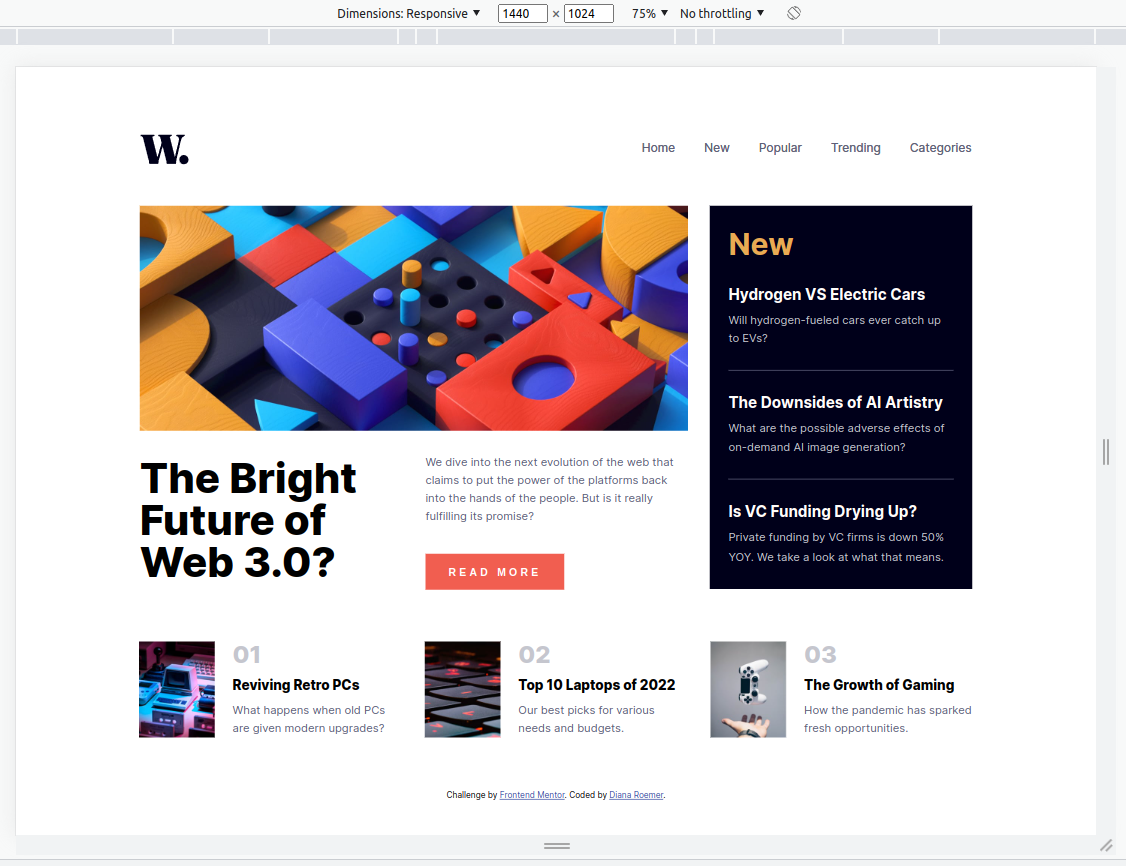 Dimensions: Responsive 1440 × 1024 75% No throttling
W.
Home New Popular Trending Categories
New
Hydrogen VS Electric Cars
Will hydrogen-fueled cars ever catch up
to EVs?
The Downsides of AI Artistry
What are the possible adverse effects of
on-demand AI image generation?
Is VC Funding Drying Up?
Private funding by VC firms is down 50%
YOY. We take a look at what that means.
The Bright
Future of
Web 3.0?
We dive into the next evolution of the web that
claims to put the power of the platforms back
into the hands of the people. But is it really
fulfilling its promise?
READ MORE
01
Reviving Retro PCs
What happens when old PCs
are given modern upgrades?
02
Top 10 Laptops of 2022
Our best picks for various
needs and budgets.
03
The Growth of Gaming
How the pandemic has sparked
fresh opportunities.
Challenge by Frontend Mentor. Coded by Diana Roemer.